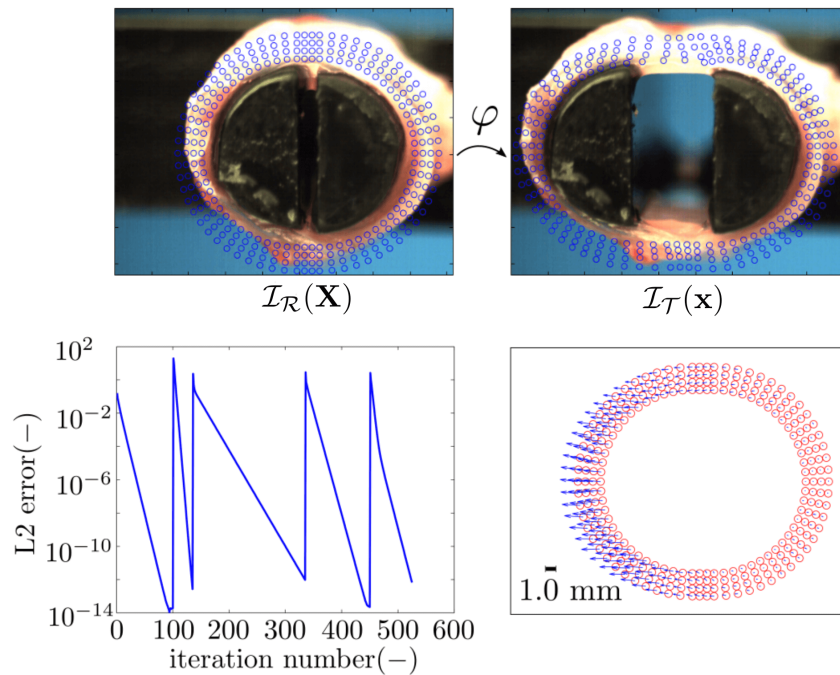 φ
𝓘_𝓡(𝐗)
𝓘_𝓣(𝐱)
L2 error(−)
10^2
10^−2
10^−6
10^−10
10^−14
0 100 200 300 400 500 600
iteration number(−)
1.0 mm